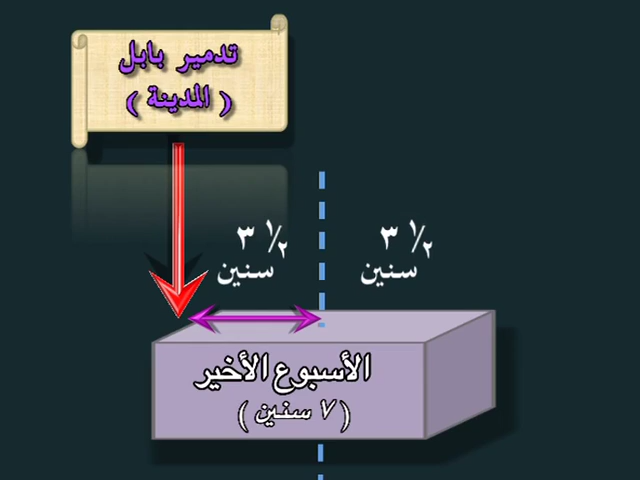 تدمير بابل
( المدينة )
٣ ½
سنين
٣ ½
سنين
الأسبوع الأخير
( ٧ سنين )